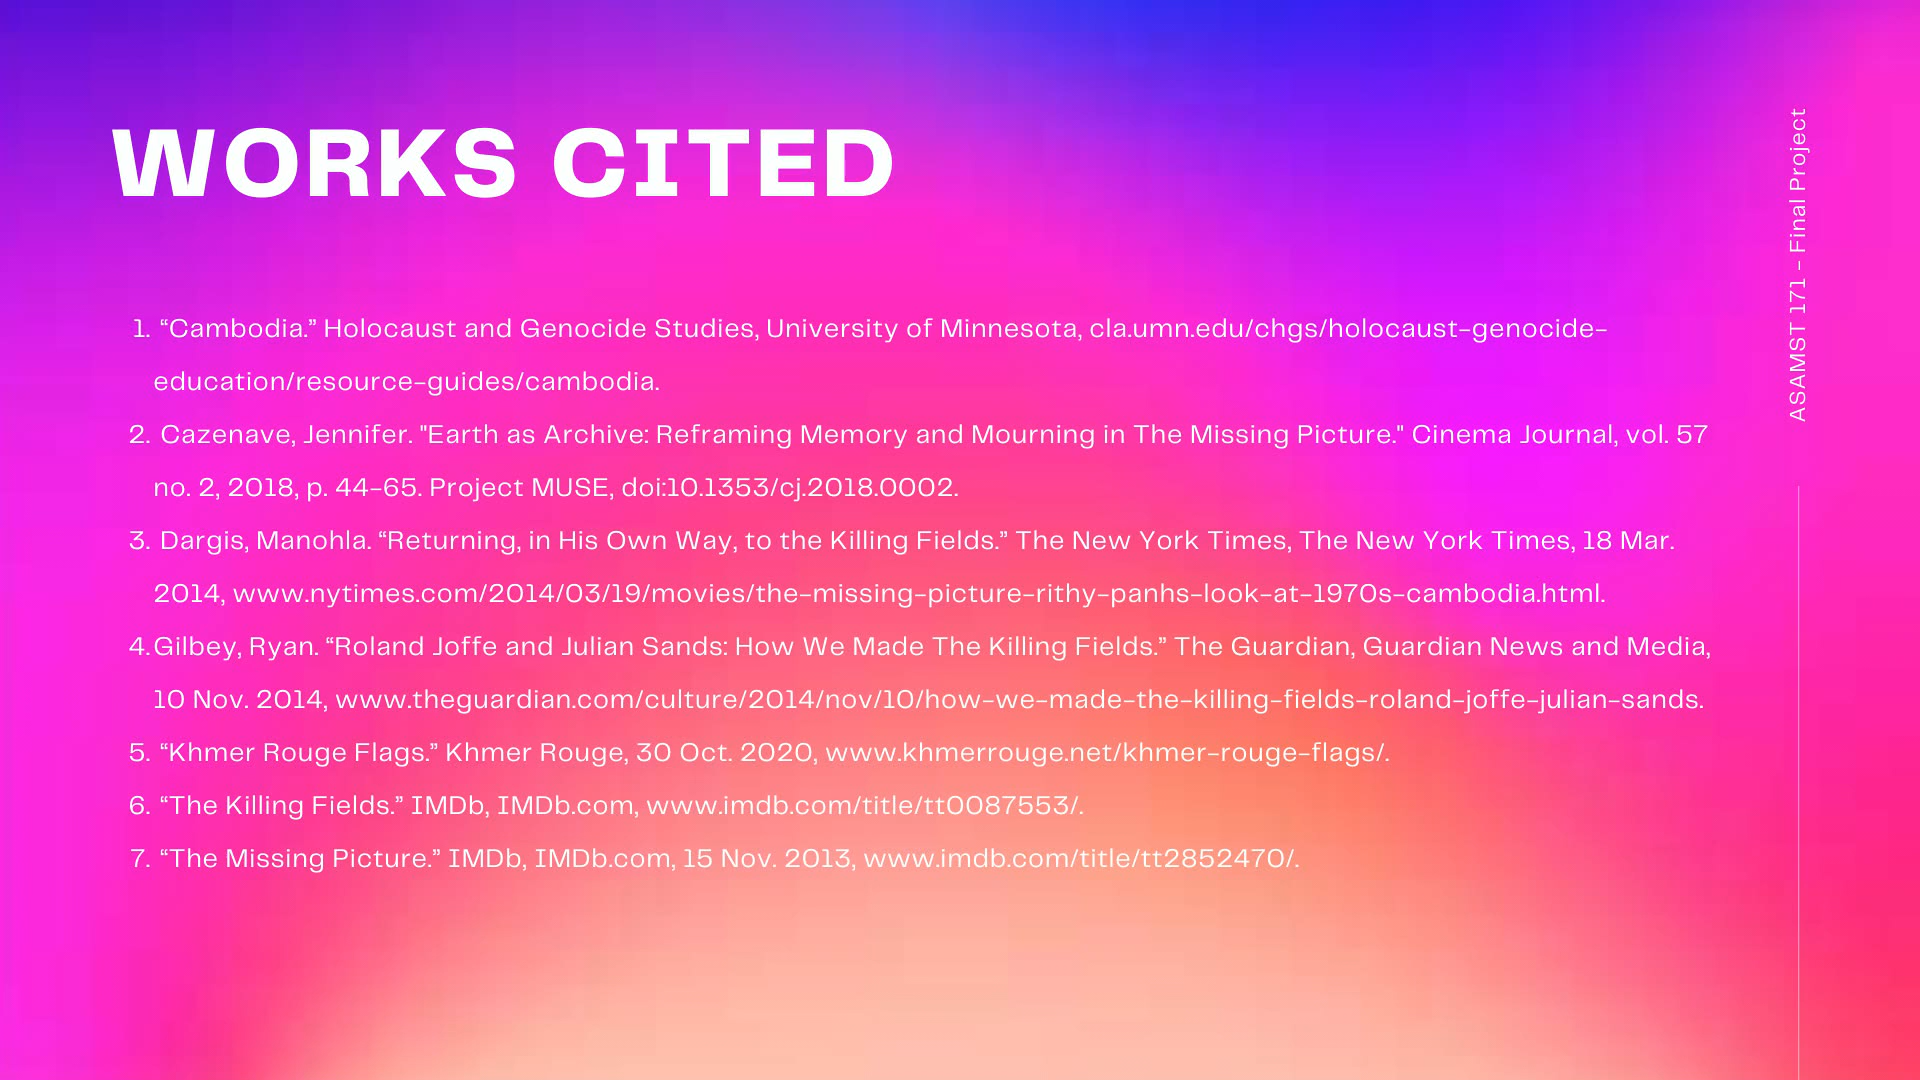 WORKS CITED
1. “Cambodia.” Holocaust and Genocide Studies, University of Minnesota, cla.umn.edu/chgs/holocaust-genocide-
education/resource-guides/cambodia.
2. Cazenave, Jennifer. "Earth as Archive: Reframing Memory and Mourning in The Missing Picture." Cinema Journal, vol. 57
no. 2, 2018, p. 44-65. Project MUSE, doi:10.1353/cj.2018.0002.
3. Dargis, Manohla. “Returning, in His Own Way, to the Killing Fields.” The New York Times, The New York Times, 18 Mar.
2014, www.nytimes.com/2014/03/19/movies/the-missing-picture-rithy-panhs-look-at-1970s-cambodia.html.
4.Gilbey, Ryan. “Roland Joffe and Julian Sands: How We Made The Killing Fields.” The Guardian, Guardian News and Media,
10 Nov. 2014, www.theguardian.com/culture/2014/nov/10/how-we-made-the-killing-fields-roland-joffe-julian-sands.
5. “Khmer Rouge Flags.” Khmer Rouge, 30 Oct. 2020, www.khmerrouge.net/khmer-rouge-flags/.
6. “The Killing Fields.” IMDb, IMDb.com, www.imdb.com/title/tt0087553/.
7. “The Missing Picture.” IMDb, IMDb.com, 15 Nov. 2013, www.imdb.com/title/tt2852470/.
ASAMST 171 - Final Project